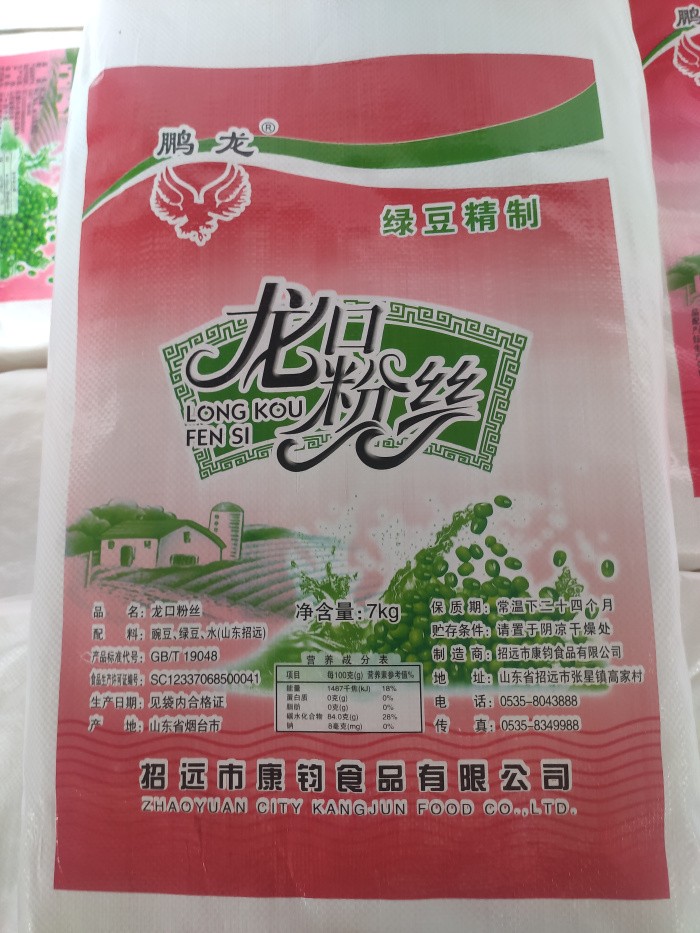 鹏龙®
绿豆精制
龙口粉丝
LONG KOU
FEN SI
品 名：龙口粉丝
配 料：豌豆、绿豆、水(山东招远)
产品标准代号：GB/T 19048
食品生产许可证编号：SC12337068500041
生产日期：见袋内合格证
产 地：山东省烟台市
净含量：7kg
营养成分表
项目 每100克(g) 营养素参考值%
能量 1487千焦(kJ) 18%
蛋白质 0克(g) 0%
脂肪 0克(g) 0%
碳水化合物 84.0克(g) 28%
钠 8毫克(mg) 0%
保质期：常温下二十四个月
贮存条件：请置于阴凉干燥处
制造商：招远市康钧食品有限公司
地 址：山东省招远市张星镇高家村
电 话：0535-8043888
传 真：0535-8349988
招远市康钧食品有限公司
ZHAOYUAN CITY KANGJUN FOOD CO.,LTD.
鹏